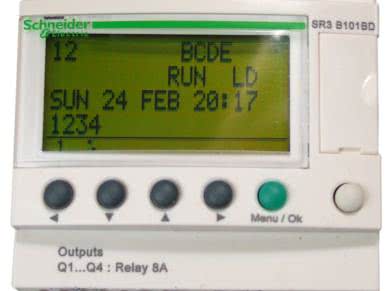 Schneider
Electric
SR3 B101BD
12 BCDE
RUN LD
SUN 24 FEB 20:17
1234
Menu / Ok
Outputs
Q1...Q4 : Relay 8A